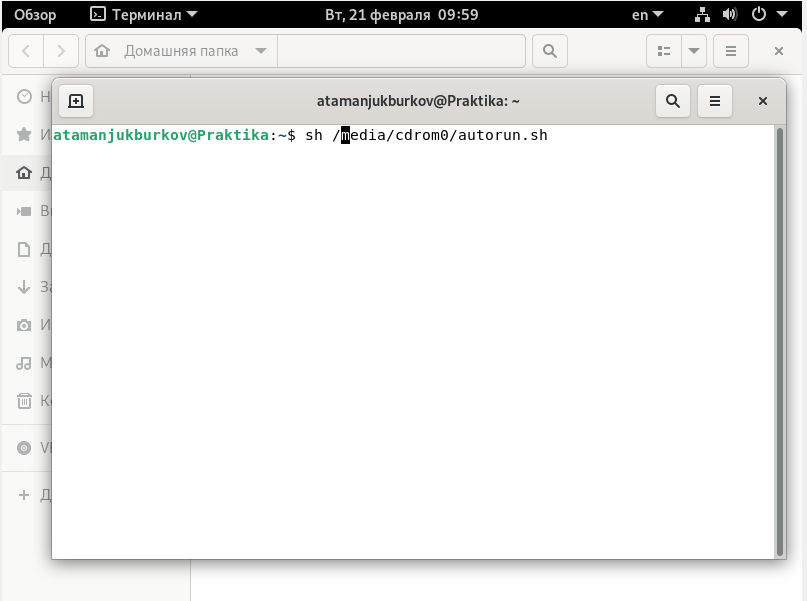 Обзор
Терминал
Вт, 21 февраля 09:59
en
Домашняя папка
atamanjukburkov@Praktika: ~
atamanjukburkov@Praktika:~$ sh /media/cdrom0/autorun.sh